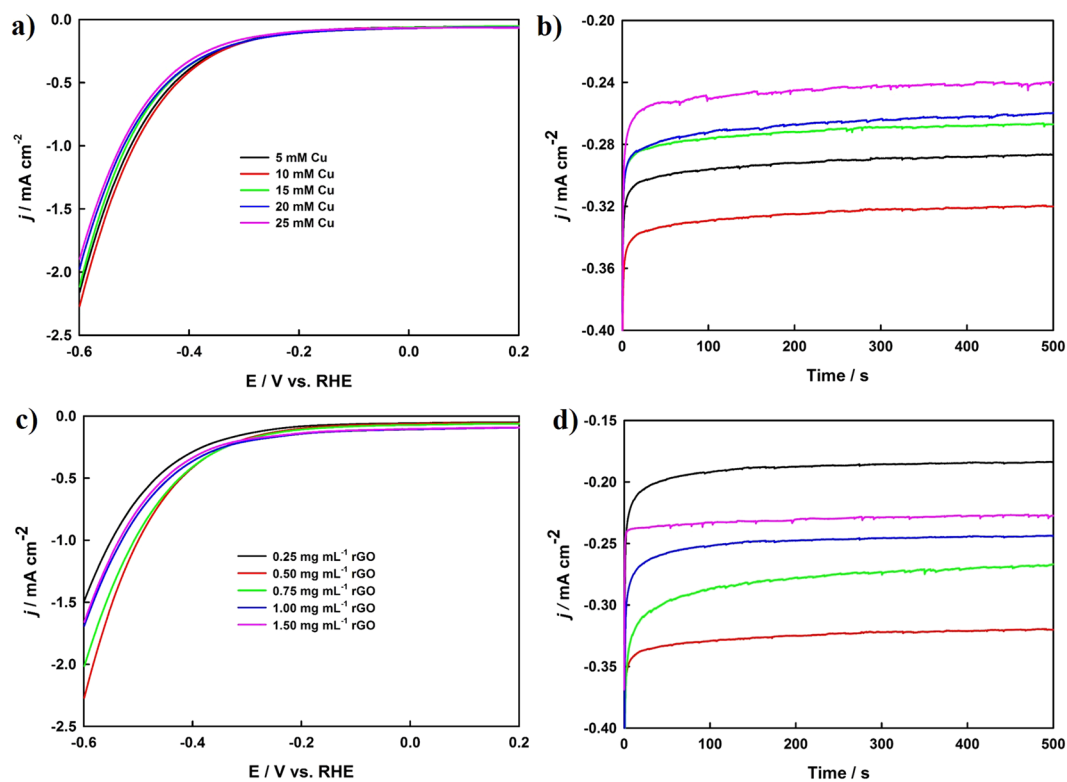 a)
0.0
-0.5
-1.0
-1.5
-2.0
-2.5
j / mA cm-2
5 mM Cu
10 mM Cu
15 mM Cu
20 mM Cu
25 mM Cu
-0.6
-0.4
-0.2
0.0
0.2
E / V vs. RHE
b)
-0.20
-0.24
-0.28
-0.32
-0.36
-0.40
j / mA cm-2
0
100
200
300
400
500
Time / s
c)
0.0
-0.5
-1.0
-1.5
-2.0
-2.5
j / mA cm-2
0.25 mg mL-1 rGO
0.50 mg mL-1 rGO
0.75 mg mL-1 rGO
1.00 mg mL-1 rGO
1.50 mg mL-1 rGO
-0.6
-0.4
-0.2
0.0
0.2
E / V vs. RHE
d)
-0.15
-0.20
-0.25
-0.30
-0.35
-0.40
j / mA cm-2
0
100
200
300
400
500
Time / s